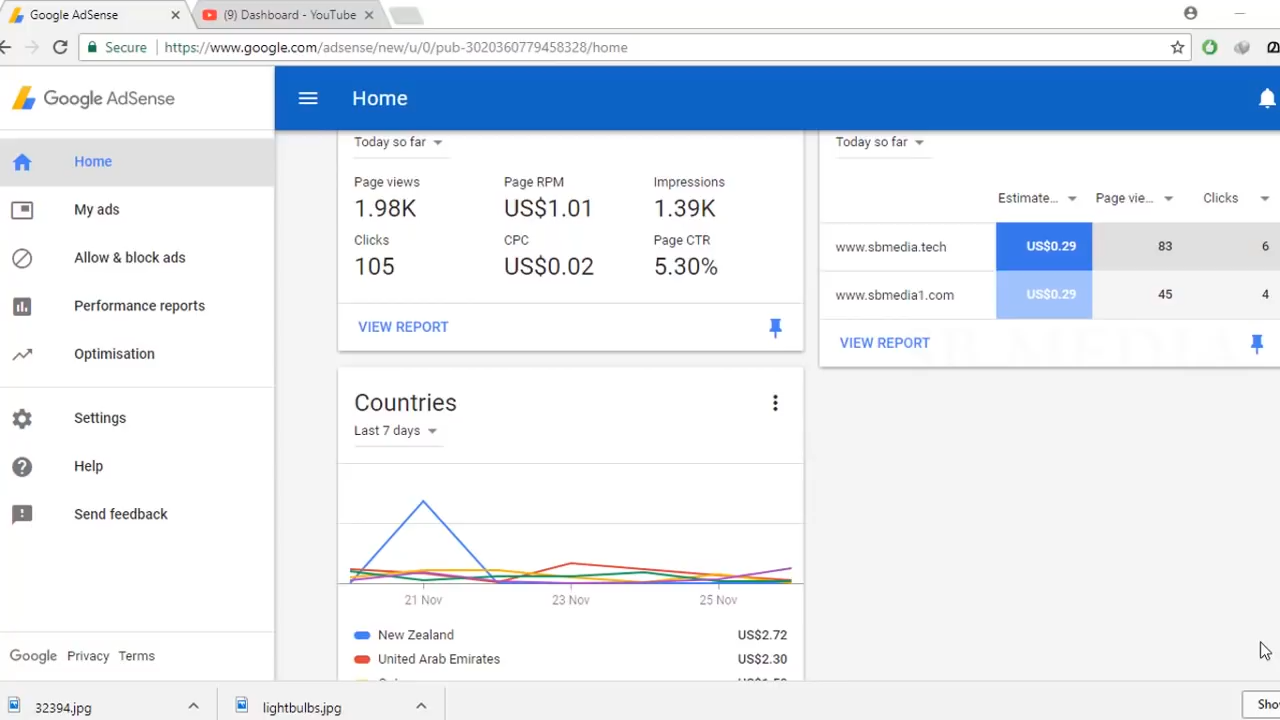 Google AdSense
(9) Dashboard - YouTube
Secure
https://www.google.com/adsense/new/u/0/pub-3020360779458328/home
Google AdSense
Home
Home
My ads
Allow & block ads
Performance reports
Optimisation
Settings
Help
Send feedback
Google Privacy Terms
Today so far
Page views
Page RPM
Impressions
1.98K
US$1.01
1.39K
Clicks
CPC
Page CTR
105
US$0.02
5.30%
VIEW REPORT
Today so far
Estimate...
Page vie...
Clicks
www.sbmedia.tech
US$0.29
83
6
www.sbmedia1.com
US$0.29
45
4
VIEW REPORT
SB MEDIA
Countries
Last 7 days
21 Nov
23 Nov
25 Nov
New Zealand
US$2.72
United Arab Emirates
US$2.30
32394.jpg
lightbulbs.jpg
Sho